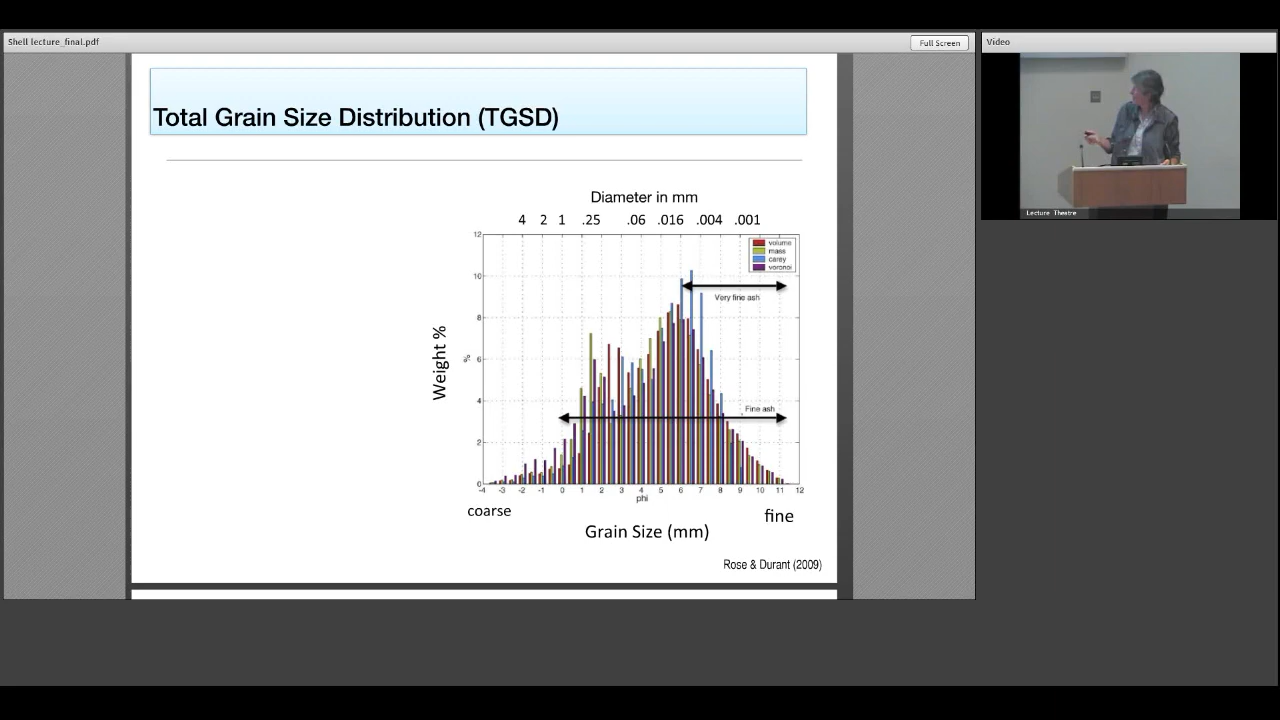 Shell lecture_final.pdf
Full Screen
Video
Total Grain Size Distribution (TGSD)
Diameter in mm
4 2 1 .25 .06 .016 .004 .001
12
10
8
6
4
2
0
Weight %
%
volume
mass
carey
voronoi
Very fine ash
Fine ash
-4 -3 -2 -1 0 1 2 3 4 5 6 7 8 9 10 11 12
phi
coarse
fine
Grain Size (mm)
Rose & Durant (2009)
Lecture Theatre